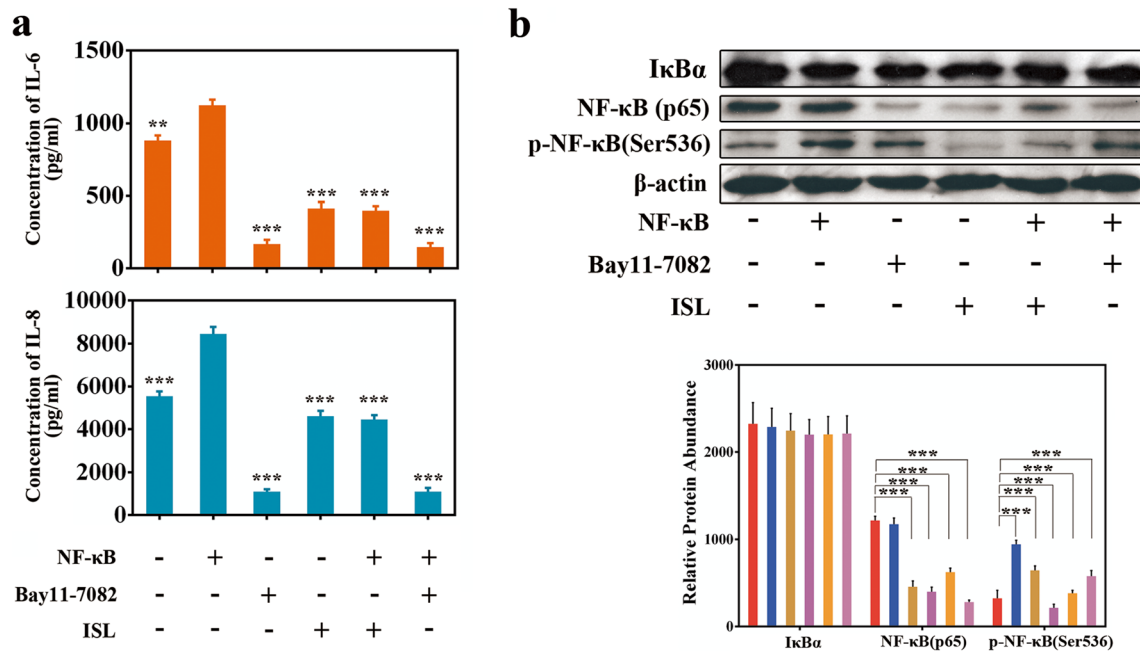 a
Concentration of IL-6
(pg/ml)
1500
1000
500
0
**
***
***
***
***
Concentration of IL-8
(pg/ml)
10000
8000
6000
4000
2000
0
***
***
***
***
***
NF-κB - + - - + +
Bay11-7082 - - + - - +
ISL - - - + + -
b
IκBα
NF-κB (p65)
p-NF-κB(Ser536)
β-actin
NF-κB - + - - + +
Bay11-7082 - - + - - +
ISL - - - + + -
Relative Protein Abundance
3000
2000
1000
0
***
***
***
***
***
***
***
***
***
IκBα
NF-κB(p65)
p-NF-κB(Ser536)